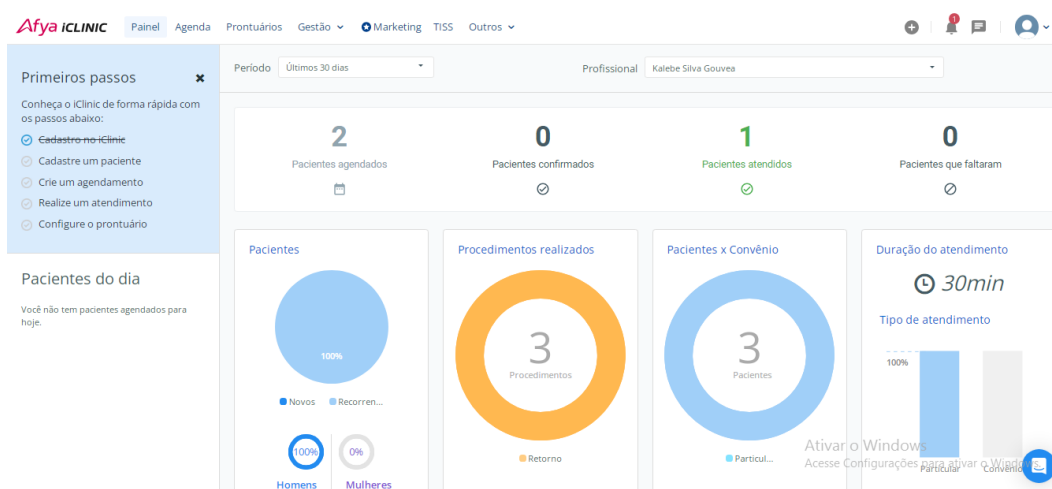 Afya iCLINIC Painel Agenda Prontuários Gestão Marketing TISS Outros 1
Primeiros passos
Conheça o iClinic de forma rápida com
os passos abaixo:
Cadastro no iClinic
Cadastre um paciente
Crie um agendamento
Realize um atendimento
Configure o prontuário
Pacientes do dia
Você não tem pacientes agendados para
hoje.
Período Últimos 30 dias Profissional Kalebe Silva Gouvea
2 0 1 0
Pacientes agendados Pacientes confirmados Pacientes atendidos Pacientes que faltaram
Pacientes
100%
Novos Recorren...
100% 0%
Homens Mulheres
Procedimentos realizados
3
Procedimentos
Retorno
Pacientes x Convênio
3
Pacientes
Particul...
Duração do atendimento
30min
Tipo de atendimento
100%
Particular Convênio
Ativar o Windows
Acesse Configurações para ativar o Windows.